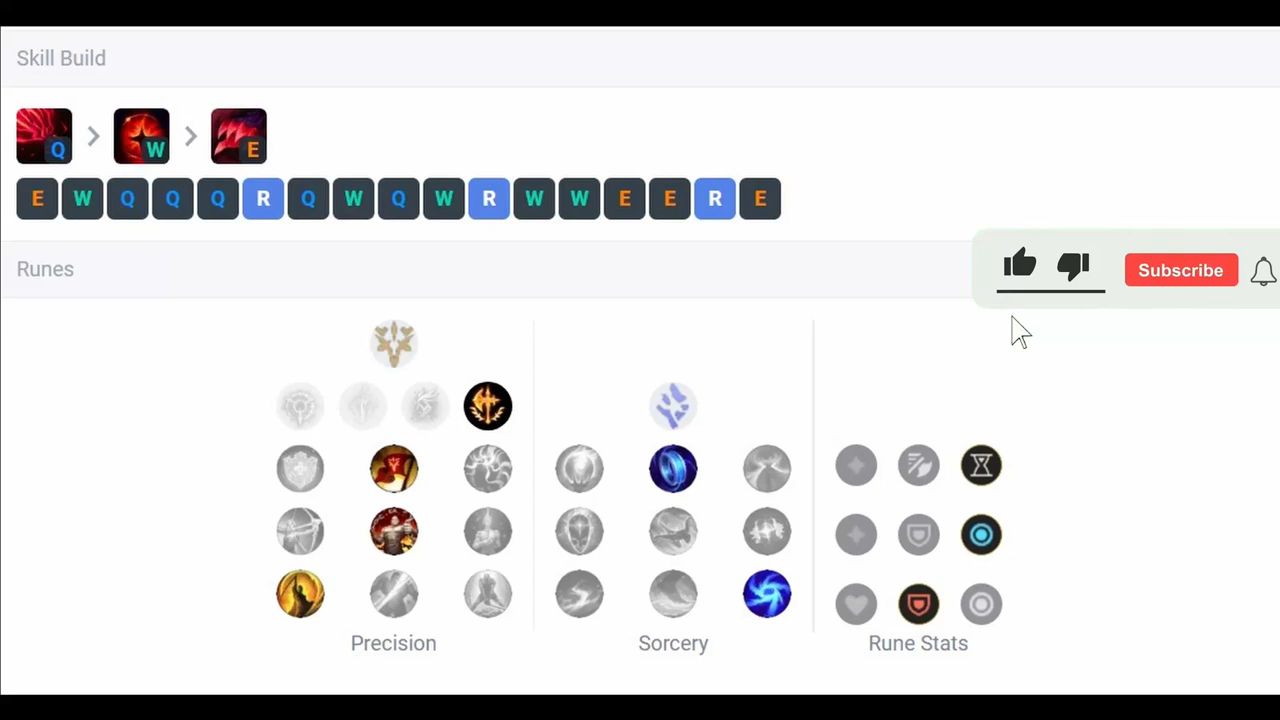 Skill Build
Q W E
E W Q Q Q R Q W Q W R W W E E R E
Runes
Subscribe
Precision Sorcery Rune Stats